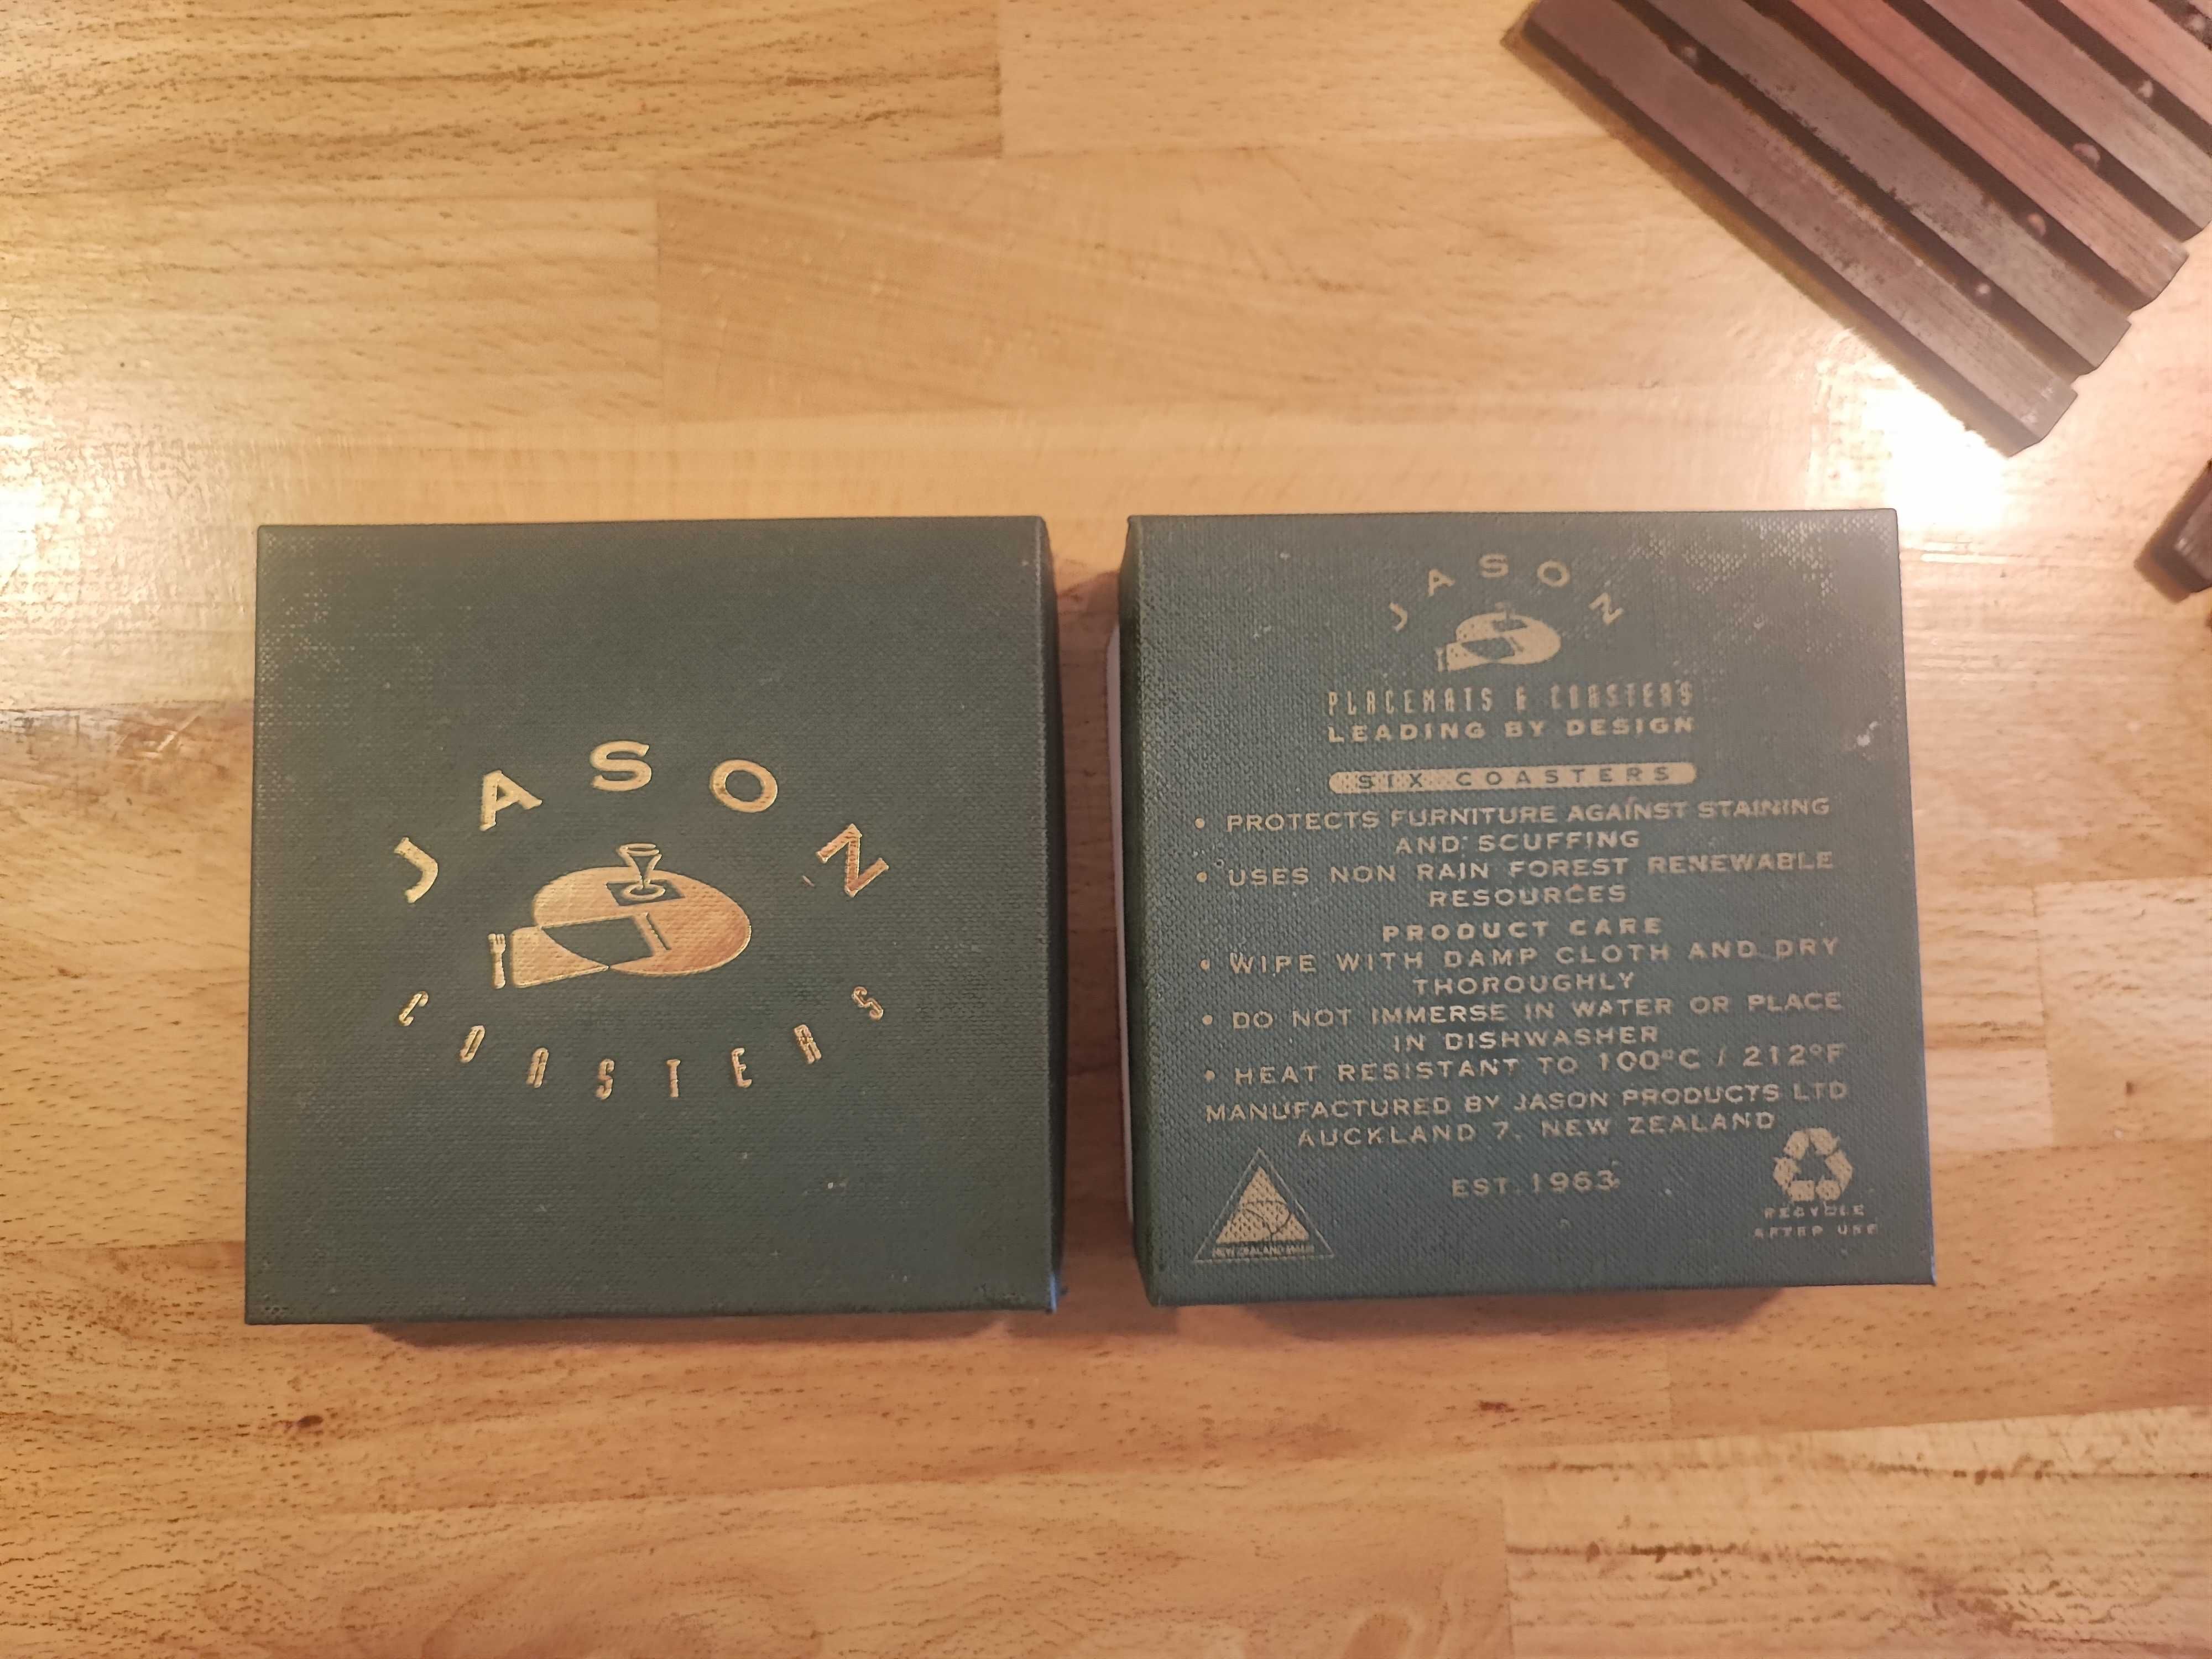 JASON
COASTERS
JASON
PLACEMATS & COASTERS
LEADING BY DESIGN
SIX COASTERS
• PROTECTS FURNITURE AGAINST STAINING
AND SCUFFING
• USES NON RAIN FOREST RENEWABLE
RESOURCES
PRODUCT CARE
• WIPE WITH DAMP CLOTH AND DRY
THOROUGHLY
• DO NOT IMMERSE IN WATER OR PLACE
IN DISHWASHER
• HEAT RESISTANT TO 100°C / 212°F
MANUFACTURED BY JASON PRODUCTS LTD
AUCKLAND 7, NEW ZEALAND
EST. 1963
NEW ZEALAND MADE
RECYCLE
AFTER USE